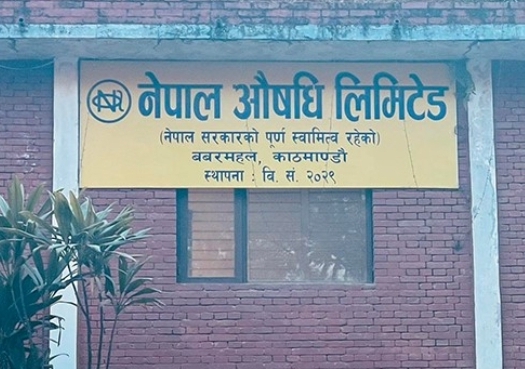 नेपाल औषधि लिमिटेड
(नेपाल सरकारको पूर्ण स्वामित्व रहेको)
बबरमहल, काठमाण्डौ
स्थापना : वि. सं. २०२९